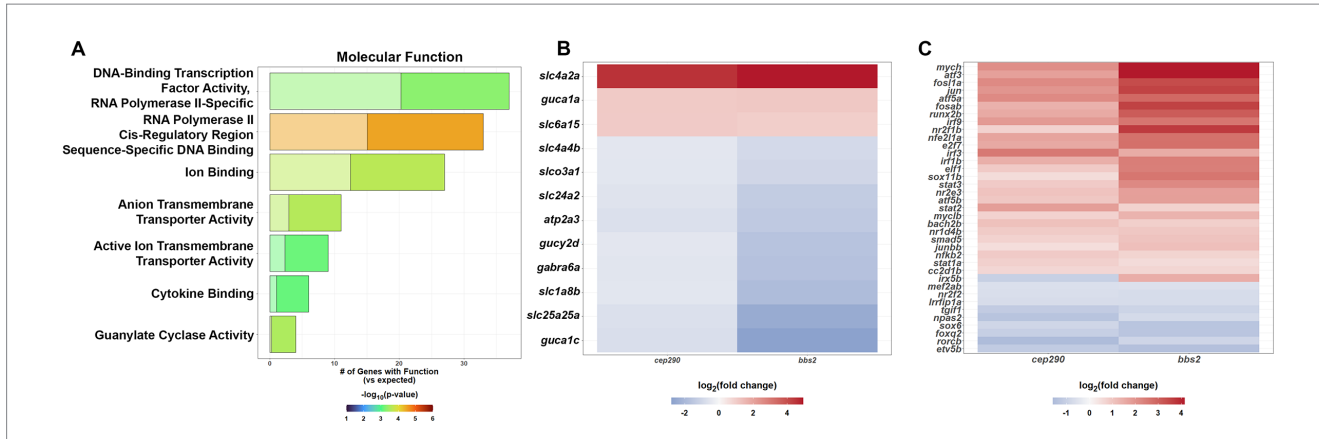 A
Molecular Function
DNA-Binding Transcription
Factor Activity,
RNA Polymerase II-Specific
RNA Polymerase II
Cis-Regulatory Region
Sequence-Specific DNA Binding
Ion Binding
Anion Transmembrane
Transporter Activity
Active Ion Transmembrane
Transporter Activity
Cytokine Binding
Guanylate Cyclase Activity
0 10 20 30
# of Genes with Function
(vs expected)
-log10(p-value)
1 2 3 4 5 6
B
slc4a2a
guca1a
slc6a15
slc4a4b
slco3a1
slc24a2
atp2a3
gucy2d
gabra6a
slc1a8b
slc25a25a
guca1c
cep290 bbs2
log2(fold change)
-2 0 2 4
C
mych
atf3
fosl1a
jun
atf5a
fosab
runx2b
irf9
nr2f1b
nfe2l1a
e2f7
irf3
irf1b
elf1
sox11b
stat3
nr2e3
atf5b
stat2
myclb
bach2b
nr1d4b
smad5
junbb
nfkb2
stat1a
cc2d1b
irx5b
mef2ab
nr2f2
lrrfip1a
tgif1
npas2
sox6
foxq2
rorcb
etv5b
cep290 bbs2
log2(fold change)
-1 0 1 2 3 4